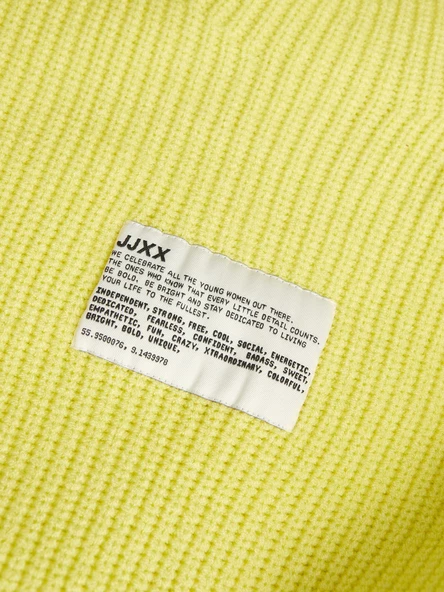 JJXX
WE CELEBRATE ALL THE YOUNG WOMEN OUT THERE.
THE ONES WHO KNOW THAT EVERY LITTLE DETAIL COUNTS.
BE BOLD. BE BRIGHT AND STAY DEDICATED TO LIVING
YOUR LIFE TO THE FULLEST.
INDEPENDENT, STRONG, FREE, COOL, SOCIAL, ENERGETIC,
DEDICATED, FEARLESS, CONFIDENT, BADASS, SWEET,
EMPATHETIC, FUN, CRAZY, XTRAORDINARY, COLORFUL,
BRIGHT, BOLD, UNIQUE,
55.9500076, 9.1433978